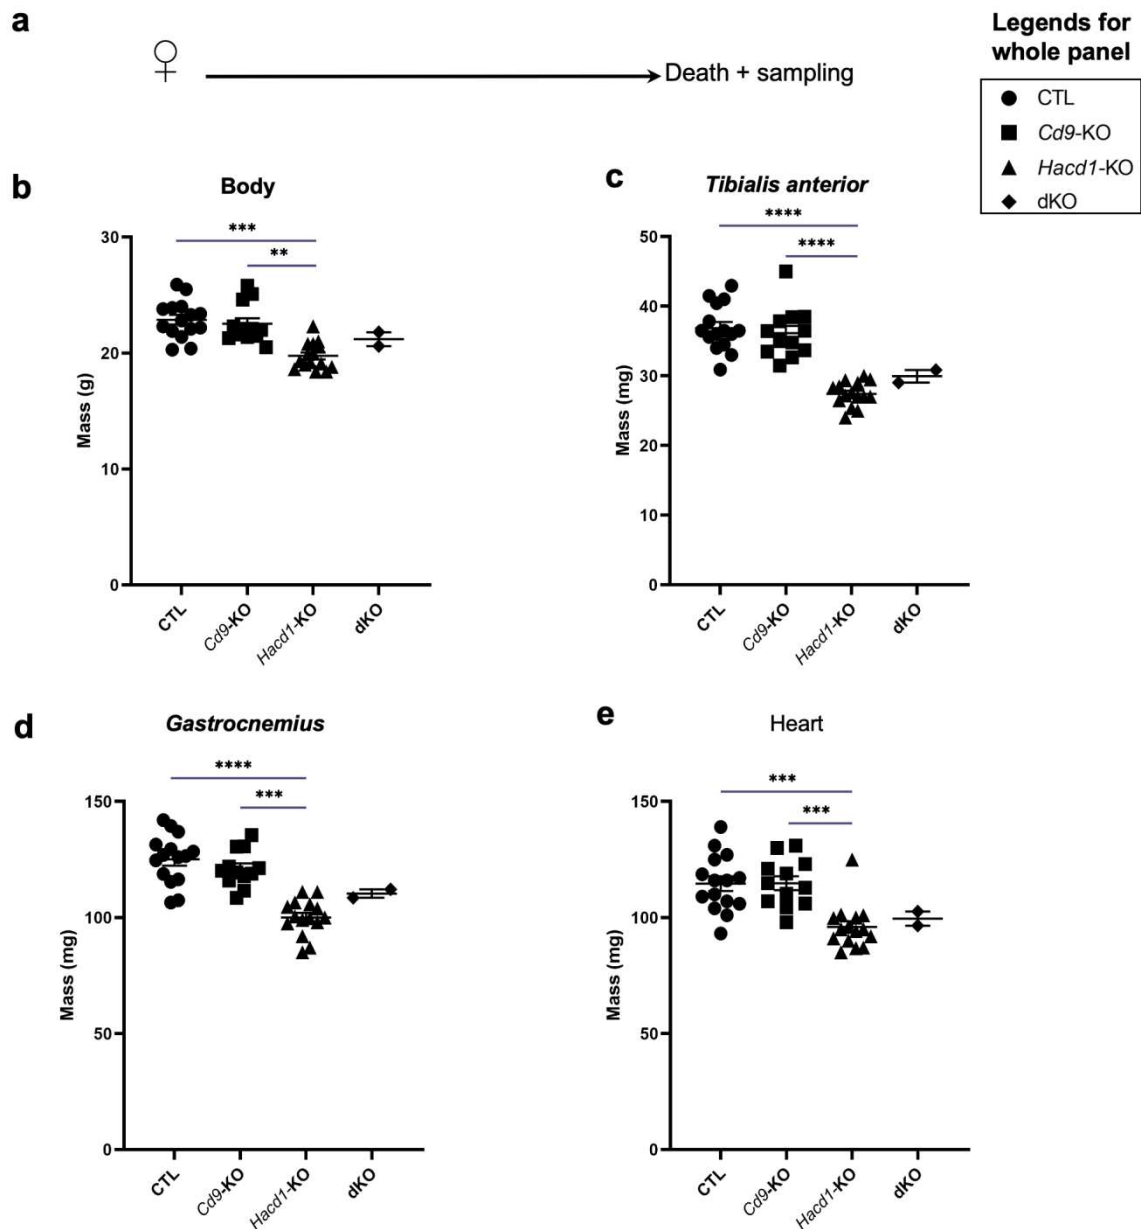 a
♀
Death + sampling
Legends for
whole panel
CTL
Cd9-KO
Hacd1-KO
dKO
b
Body
***
**
Mass (g)
30
20
10
0
CTL
Cd9-KO
Hacd1-KO
dKO
c
Tibialis anterior
****
****
Mass (mg)
50
40
30
20
10
0
CTL
Cd9-KO
Hacd1-KO
dKO
d
Gastrocnemius
****
***
Mass (mg)
150
100
50
0
CTL
Cd9-KO
Hacd1-KO
dKO
e
Heart
***
***
Mass (mg)
150
100
50
0
CTL
Cd9-KO
Hacd1-KO
dKO